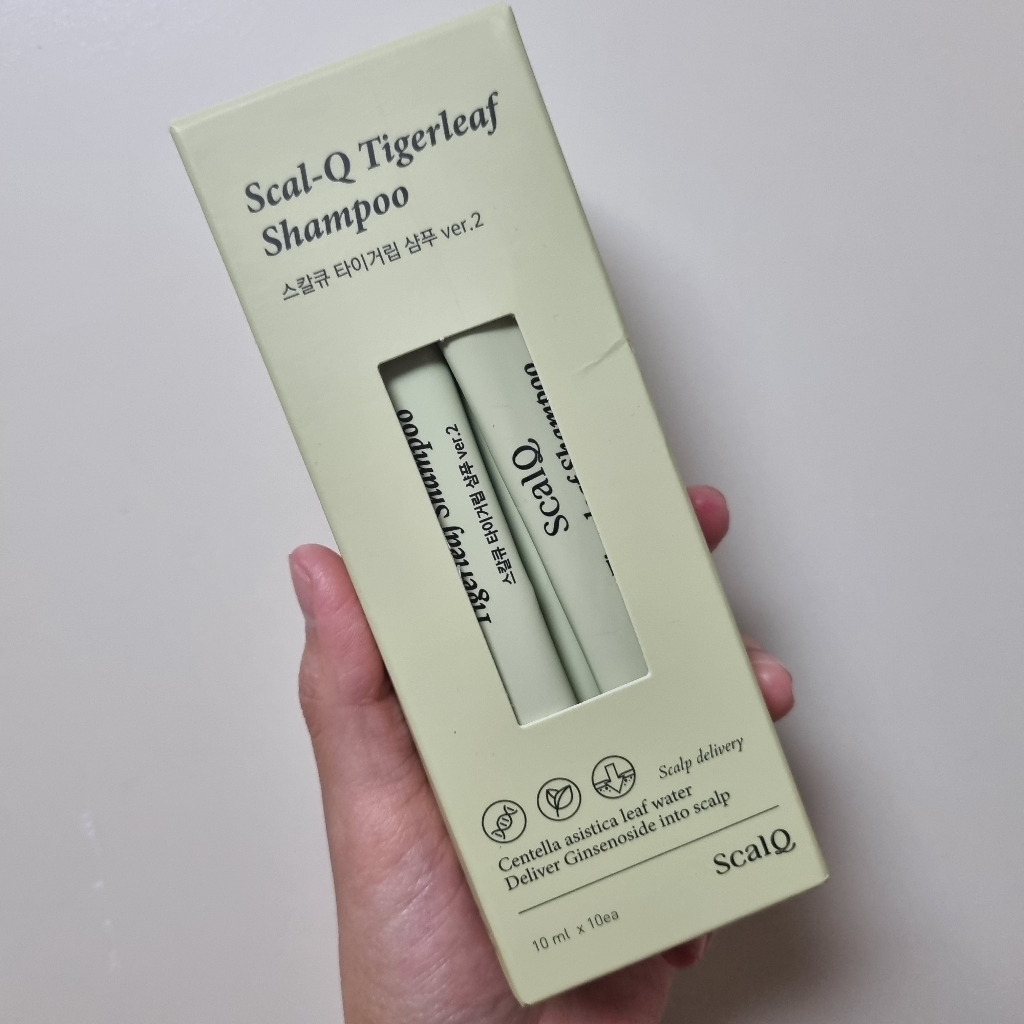 Scal-Q Tigerleaf
Shampoo
스칼큐 타이거립 샴푸 ver.2
Tigerleaf Shampoo
스칼큐 타이거립 샴푸 ver.2
ScalQ
Shampoo
Scalp delivery
Centella asistica leaf water
Deliver Ginsenoside into scalp
ScalQ
10 ml x 10ea